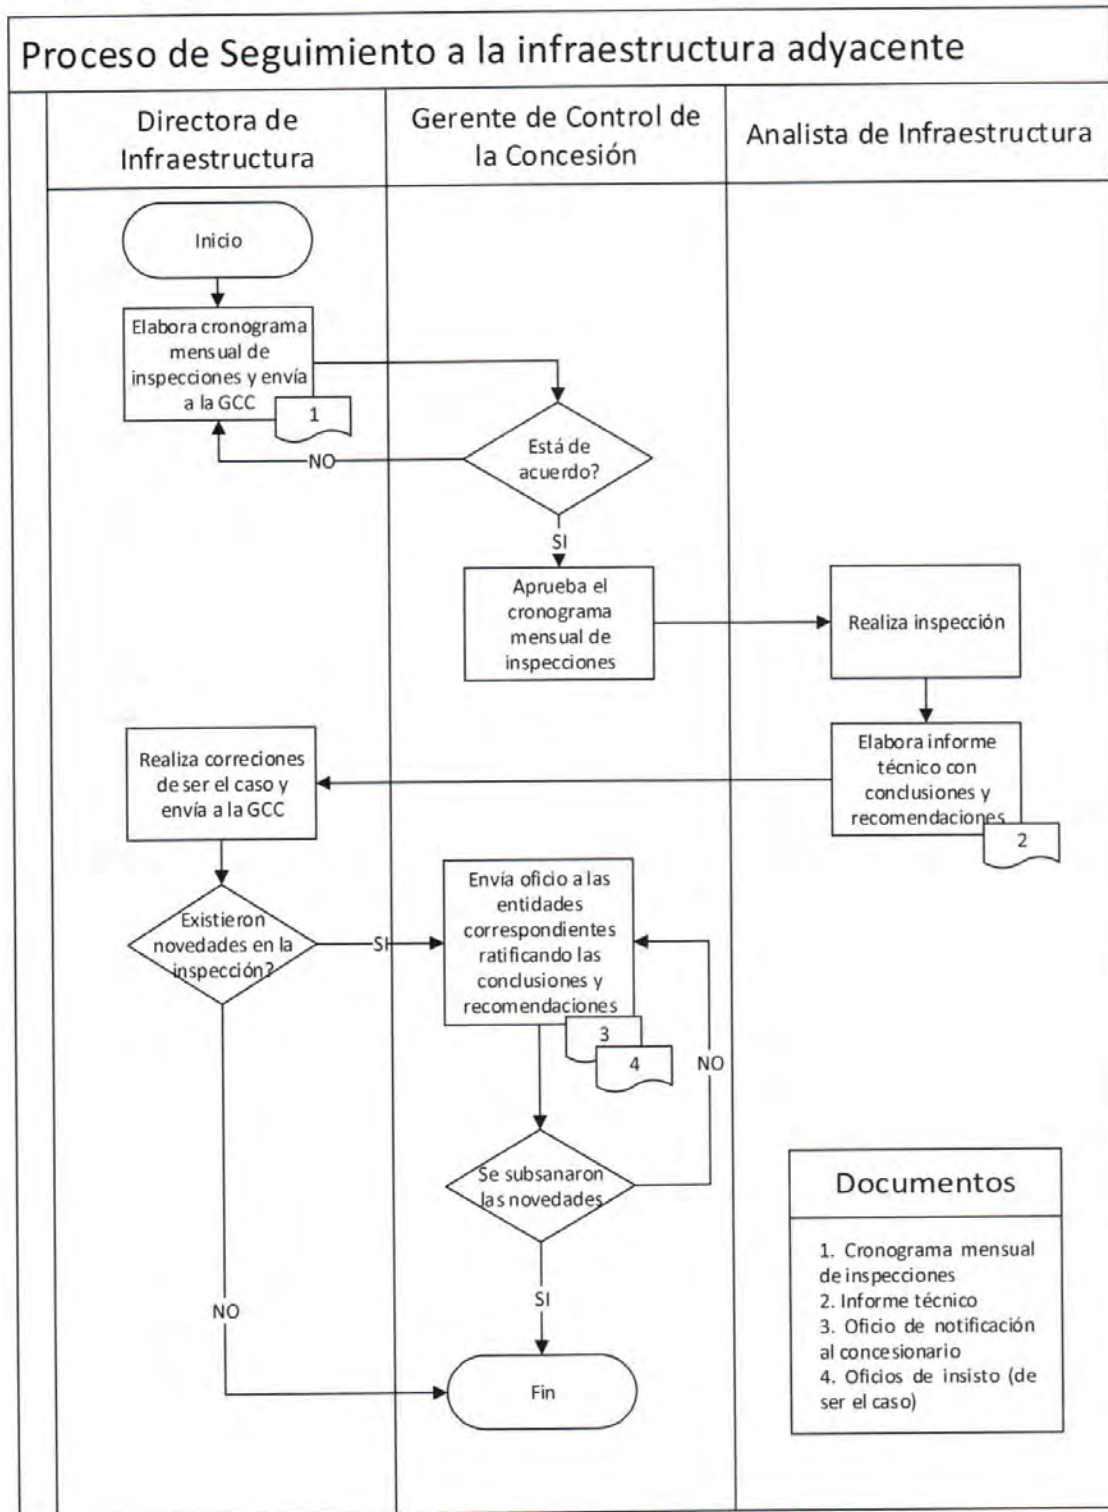 Proceso de Seguimiento a la infraestructura adyacente
Directora de
Infraestructura
Gerente de Control de
la Concesión
Analista de Infraestructura
Inicio
Elabora cronograma
mensual de
inspecciones y envía
a la GCC
1
Está de
acuerdo?
NO
SI
Aprueba el
cronograma
mensual de
inspecciones
Realiza inspección
Elabora informe
técnico con
conclusiones y
recomendaciones
2
Realiza correciones
de ser el caso y
envía a la GCC
Existieron
novedades en la
inspección?
SI
Envía oficio a las
entidades
correspondientes
ratificando las
conclusiones y
recomendaciones
3
4
NO
Se subsanaron
las novedades
SI
NO
Fin
Documentos
1. Cronograma mensual
de inspecciones
2. Informe técnico
3. Oficio de notificación
al concesionario
4. Oficios de insisto (de
ser el caso)